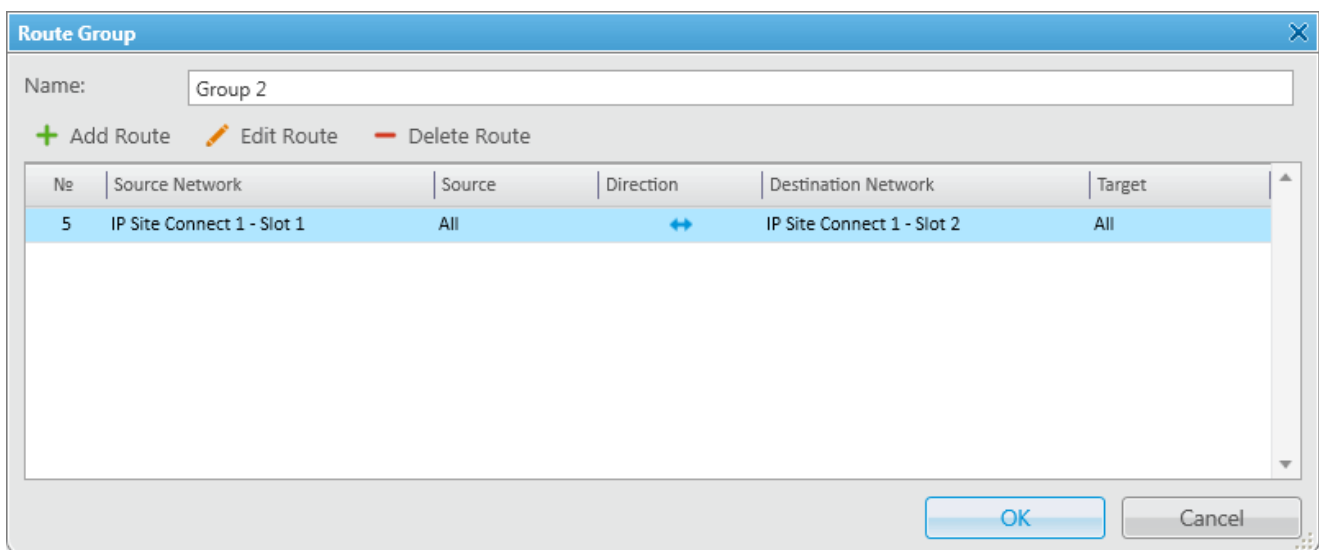 Route Group
Name: Group 2
Add Route Edit Route Delete Route
№ Source Network Source Direction Destination Network Target
5 IP Site Connect 1 - Slot 1 All IP Site Connect 1 - Slot 2 All
OK Cancel